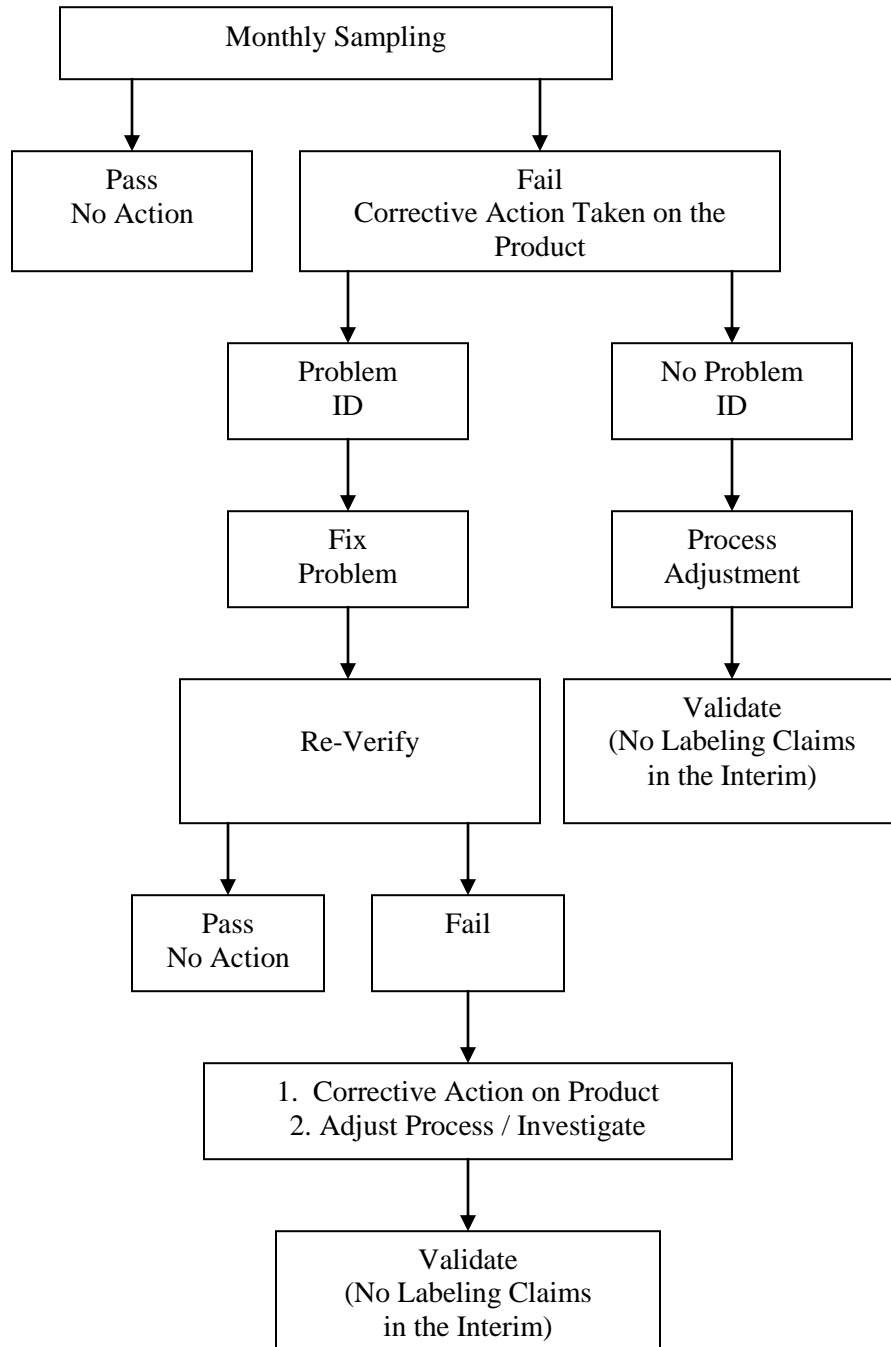 Monthly Sampling
Pass
No Action
Fail
Corrective Action Taken on the
Product
Problem
ID
No Problem
ID
Fix
Problem
Process
Adjustment
Re-Verify
Validate
(No Labeling Claims
in the Interim)
Pass
No Action
Fail
1. Corrective Action on Product
2. Adjust Process / Investigate
Validate
(No Labeling Claims
in the Interim)